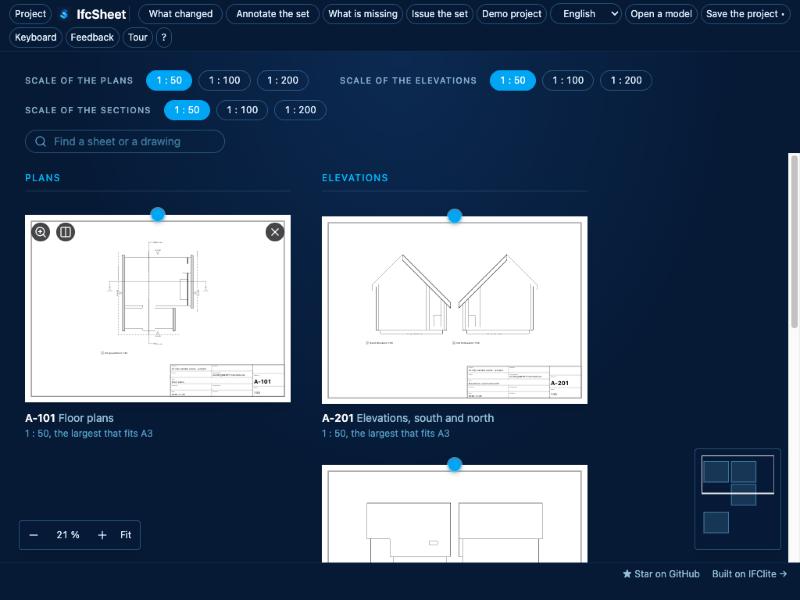 Project
IfcSheet
What changed
Annotate the set
What is missing
Issue the set
Demo project
English
Open a model
Save the project •
Keyboard
Feedback
Tour
?
SCALE OF THE PLANS 1 : 50 1 : 100 1 : 200
SCALE OF THE ELEVATIONS 1 : 50 1 : 100 1 : 200
SCALE OF THE SECTIONS 1 : 50 1 : 100 1 : 200
Find a sheet or a drawing
PLANS
ELEVATIONS
A-101
A-201
A-101 Floor plans
1 : 50, the largest that fits A3
A-201 Elevations, south and north
1 : 50, the largest that fits A3
− 21 % + Fit
★ Star on GitHub
Built on IFClite →